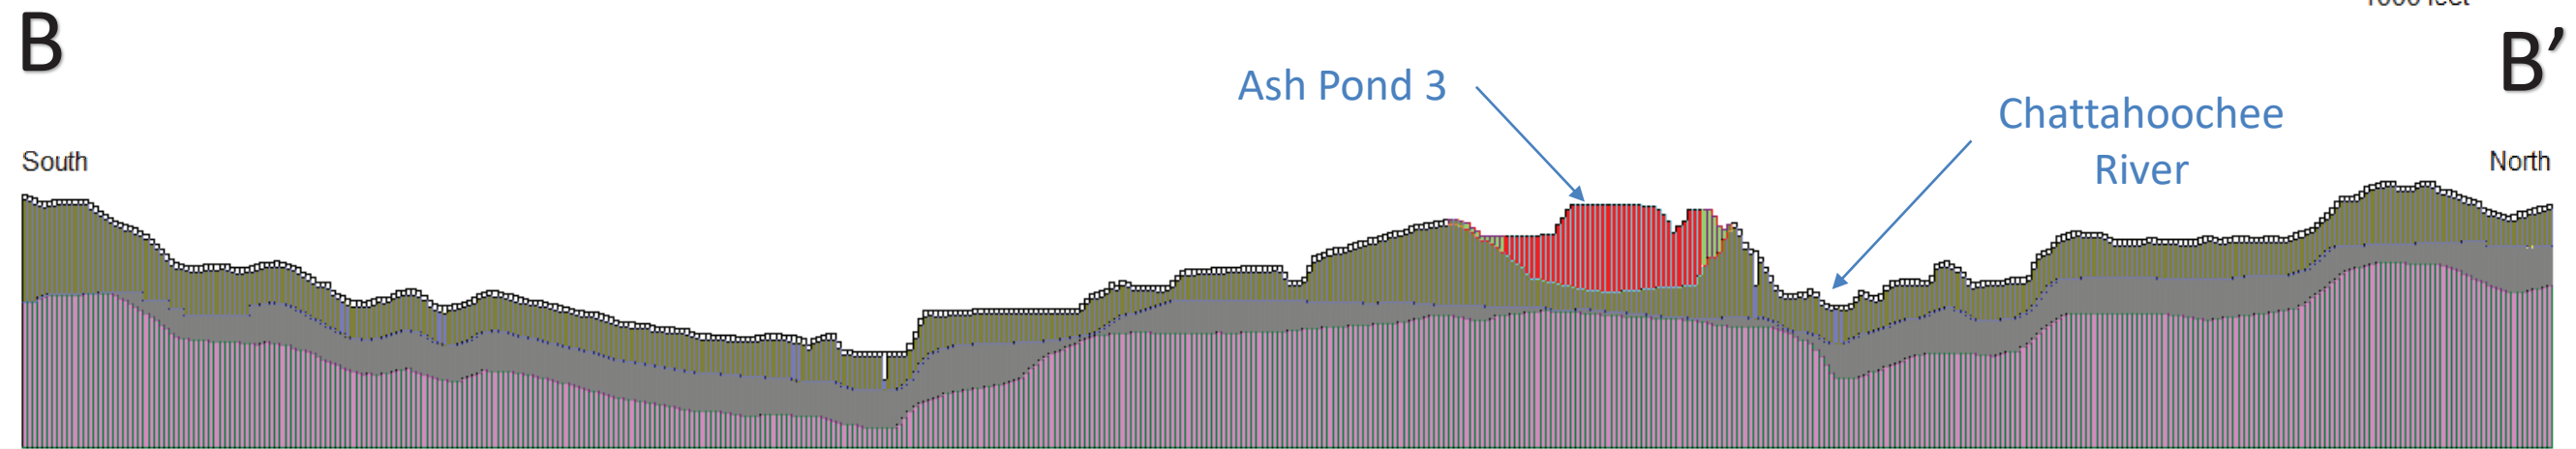 B
B’
Ash Pond 3
Chattahoochee
River
South
North